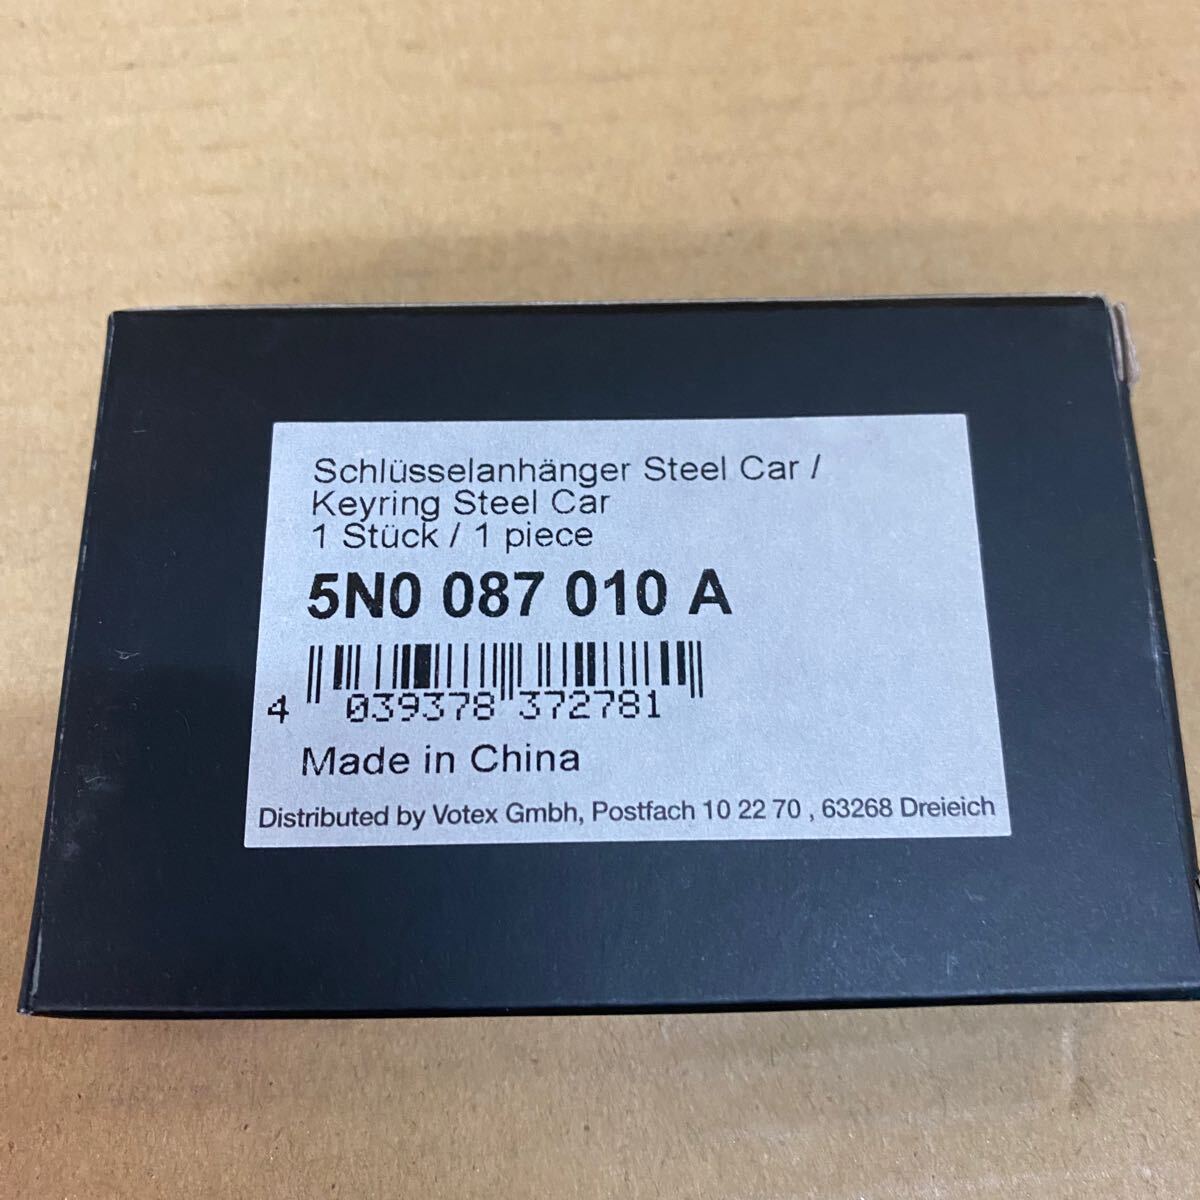 Schlüsselanhänger Steel Car /
Keyring Steel Car
1 Stück / 1 piece
5N0 087 010 A
4 039378 372781
Made in China
Distributed by Votex Gmbh, Postfach 10 22 70 , 63268 Dreieich